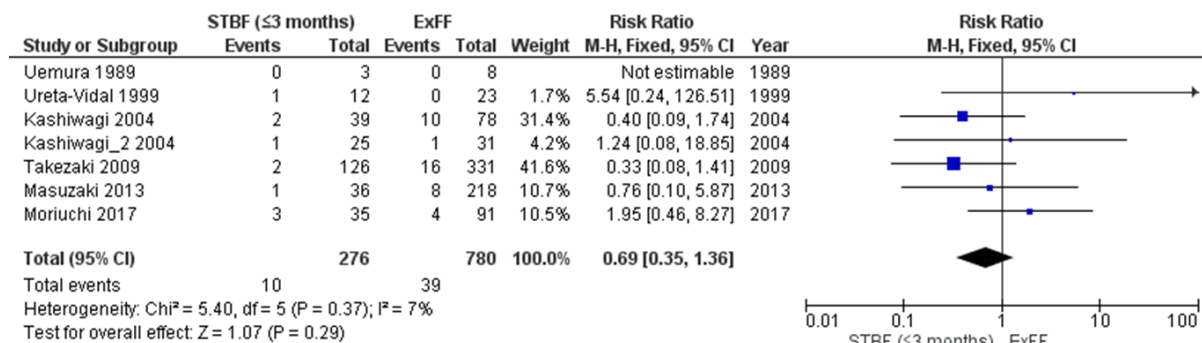 STBF (≤3 months) ExFF Risk Ratio Risk Ratio
Study or Subgroup Events Total Events Total Weight M-H, Fixed, 95% CI Year M-H, Fixed, 95% CI
Uemura 1989 0 3 0 8 Not estimable 1989
Ureta-Vidal 1999 1 12 0 23 1.7% 5.54 [0.24, 126.51] 1999
Kashiwagi 2004 2 39 10 78 31.4% 0.40 [0.09, 1.74] 2004
Kashiwagi_2 2004 1 25 1 31 4.2% 1.24 [0.08, 18.85] 2004
Takezaki 2009 2 126 16 331 41.6% 0.33 [0.08, 1.41] 2009
Masuzaki 2013 1 36 8 218 10.7% 0.76 [0.10, 5.87] 2013
Moriuchi 2017 3 35 4 91 10.5% 1.95 [0.46, 8.27] 2017
Total (95% CI) 276 780 100.0% 0.69 [0.35, 1.36]
Total events 10 39
Heterogeneity: Chi² = 5.40, df = 5 (P = 0.37); I² = 7%
Test for overall effect: Z = 1.07 (P = 0.29)
0.01 0.1 1 10 100
STBF (≤3 months) ExFF